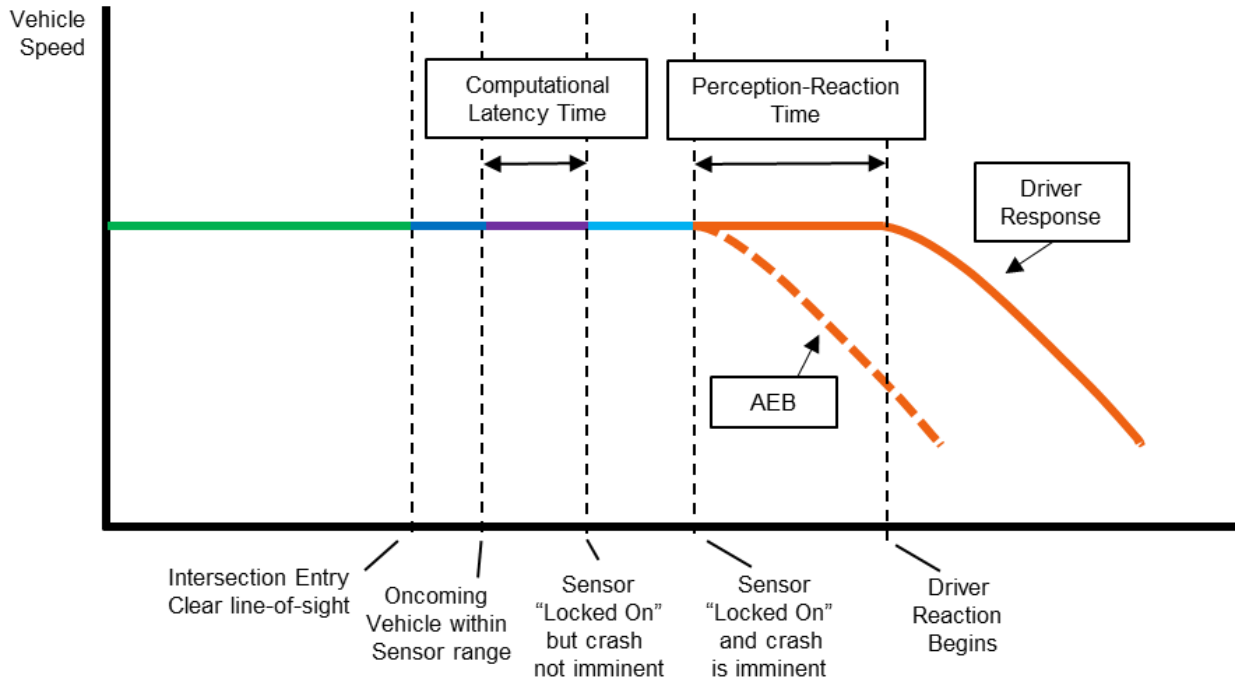 Vehicle
Speed
Computational
Latency Time
Perception-Reaction
Time
Driver
Response
AEB
Intersection Entry
Clear line-of-sight
Oncoming
Vehicle within
Sensor range
Sensor
“Locked On”
but crash
not imminent
Sensor
“Locked On”
and crash
is imminent
Driver
Reaction
Begins